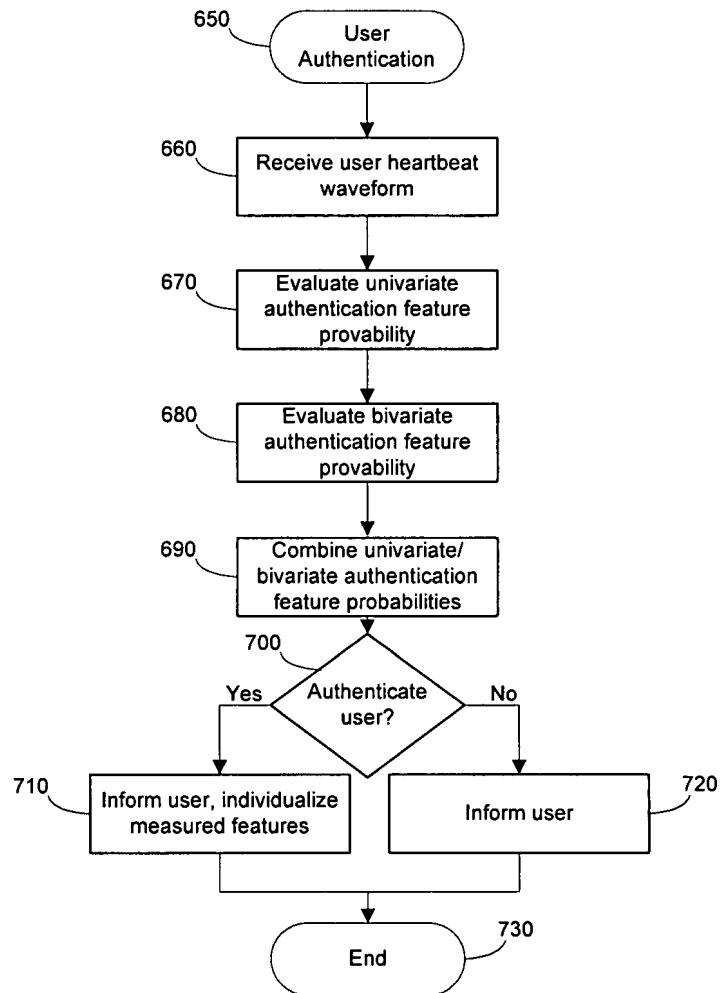 650
User
Authentication
660
Receive user heartbeat
waveform
670
Evaluate univariate
authentication feature
provability
680
Evaluate bivariate
authentication feature
provability
690
Combine univariate/
bivariate authentication
feature probabilities
700
Authenticate
user?
Yes
No
710
Inform user, individualize
measured features
720
Inform user
730
End